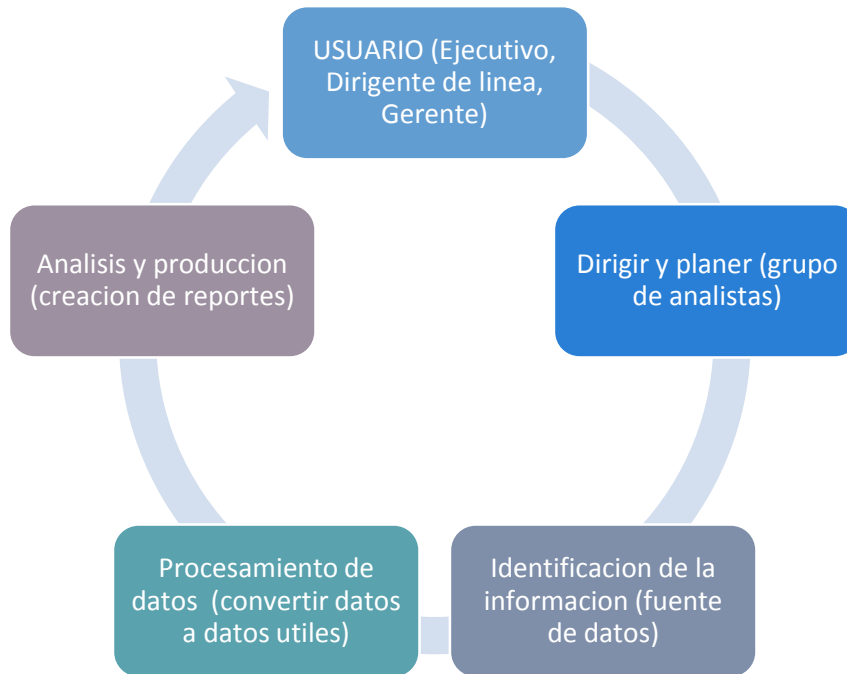 USUARIO (Ejecutivo,
Dirigente de linea,
Gerente)
Dirigir y planer (grupo
de analistas)
Identificacion de la
informacion (fuente
de datos)
Procesamiento de
datos (convertir datos
a datos utiles)
Analisis y produccion
(creacion de reportes)